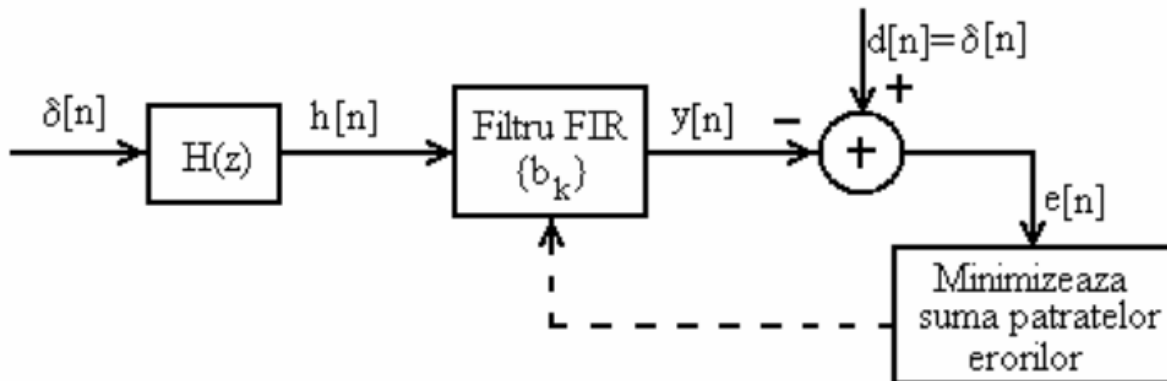 d[n]=δ[n]
+
δ[n]
H(z)
h[n]
Filtru FIR
{b_k}
y[n]
−
+
e[n]
Minimizeaza
suma patratelor
erorilor